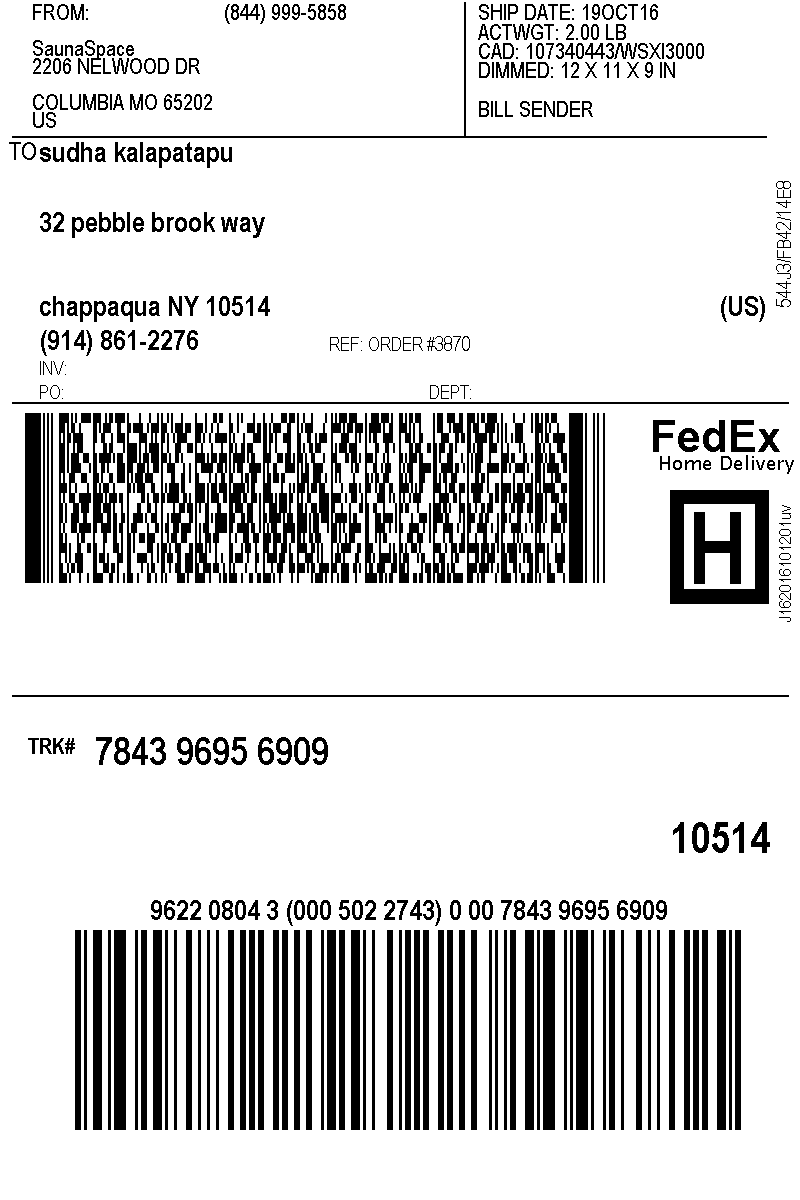 FROM: (844) 999-5858
SaunaSpace
2206 NELWOOD DR
COLUMBIA MO 65202
US
SHIP DATE: 19OCT16
ACTWGT: 2.00 LB
CAD: 107340443/WSXI3000
DIMMED: 12 X 11 X 9 IN
BILL SENDER
TO sudha kalapatapu
32 pebble brook way
chappaqua NY 10514 (US)
(914) 861-2276 REF: ORDER #3870
INV:
PO: DEPT:
544J3/FB42/14E8
FedEx
Home Delivery
H
J162016101201uv
TRK# 7843 9695 6909
10514
9622 0804 3 (000 502 2743) 0 00 7843 9695 6909